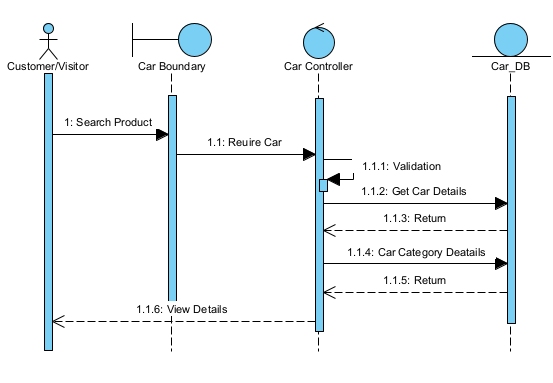 Customer/Visitor
Car Boundary
Car Controller
Car_DB
1: Search Product
1.1: Reuire Car
1.1.1: Validation
1.1.2: Get Car Details
1.1.3: Return
1.1.4: Car Category Deatails
1.1.5: Return
1.1.6: View Details